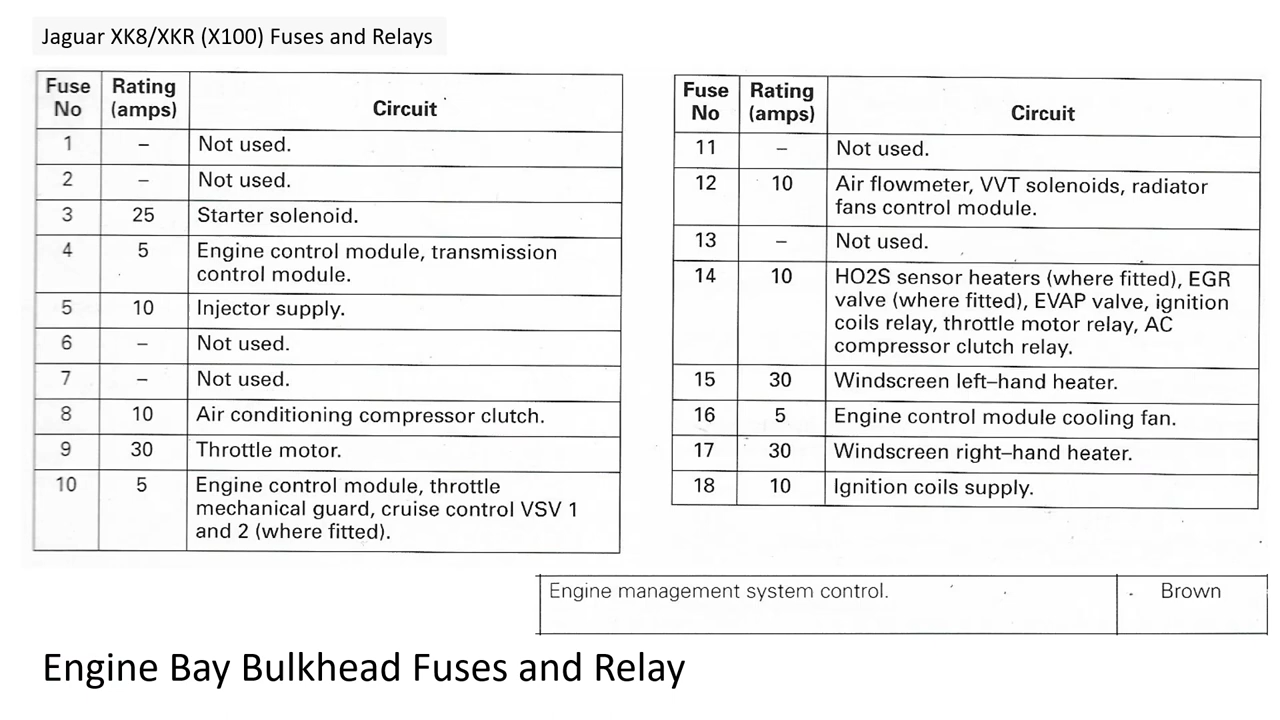 Jaguar XK8/XKR (X100) Fuses and Relays
Fuse No Rating (amps) Circuit
1 – Not used.
2 – Not used.
3 25 Starter solenoid.
4 5 Engine control module, transmission
control module.
5 10 Injector supply.
6 – Not used.
7 – Not used.
8 10 Air conditioning compressor clutch.
9 30 Throttle motor.
10 5 Engine control module, throttle
mechanical guard, cruise control VSV 1
and 2 (where fitted).
Fuse No Rating (amps) Circuit
11 – Not used.
12 10 Air flowmeter, VVT solenoids, radiator
fans control module.
13 – Not used.
14 10 HO2S sensor heaters (where fitted), EGR
valve (where fitted), EVAP valve, ignition
coils relay, throttle motor relay, AC
compressor clutch relay.
15 30 Windscreen left–hand heater.
16 5 Engine control module cooling fan.
17 30 Windscreen right–hand heater.
18 10 Ignition coils supply.
Engine management system control. Brown
Engine Bay Bulkhead Fuses and Relay